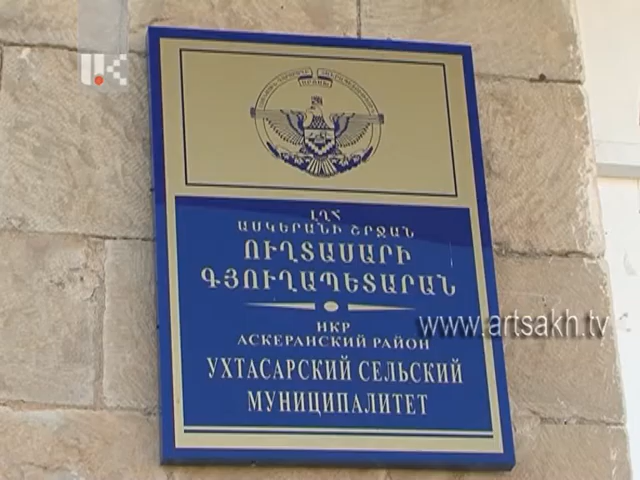 ԼՂՀ
ԱՍԿԵՐԱՆԻ ՇՐՋԱՆ
ՈՒՂՏԱՍԱՐԻ
ԳՅՈՒՂԱՊԵՏԱՐԱՆ
НКР
АСКЕРАНСКИЙ РАЙОН
УХТАСАРСКИЙ СЕЛЬСКИЙ
МУНИЦИПАЛИТЕТ
www.artsakh.tv